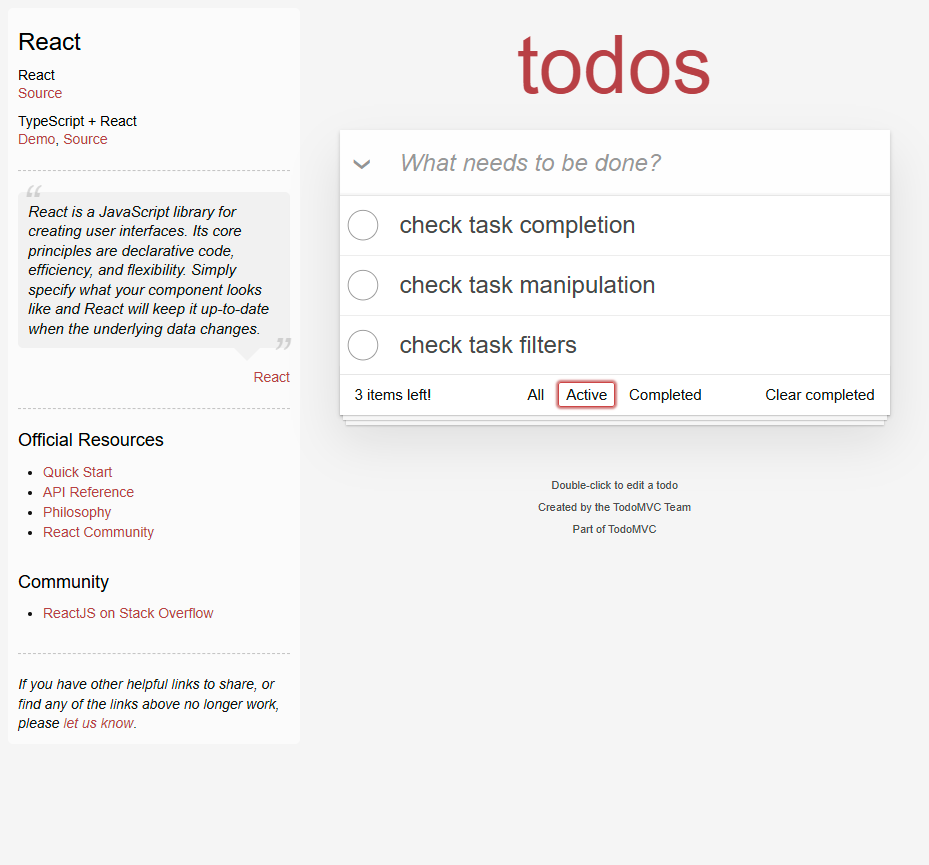 React
React
Source
TypeScript + React
Demo, Source
“
React is a JavaScript library for
creating user interfaces. Its core
principles are declarative code,
efficiency, and flexibility. Simply
specify what your component looks
like and React will keep it up-to-date
when the underlying data changes.
”
React
Official Resources
• Quick Start
• API Reference
• Philosophy
• React Community
Community
• ReactJS on Stack Overflow
If you have other helpful links to share, or
find any of the links above no longer work,
please let us know.
todos
What needs to be done?
check task completion
check task manipulation
check task filters
3 items left! All Active Completed Clear completed
Double-click to edit a todo
Created by the TodoMVC Team
Part of TodoMVC